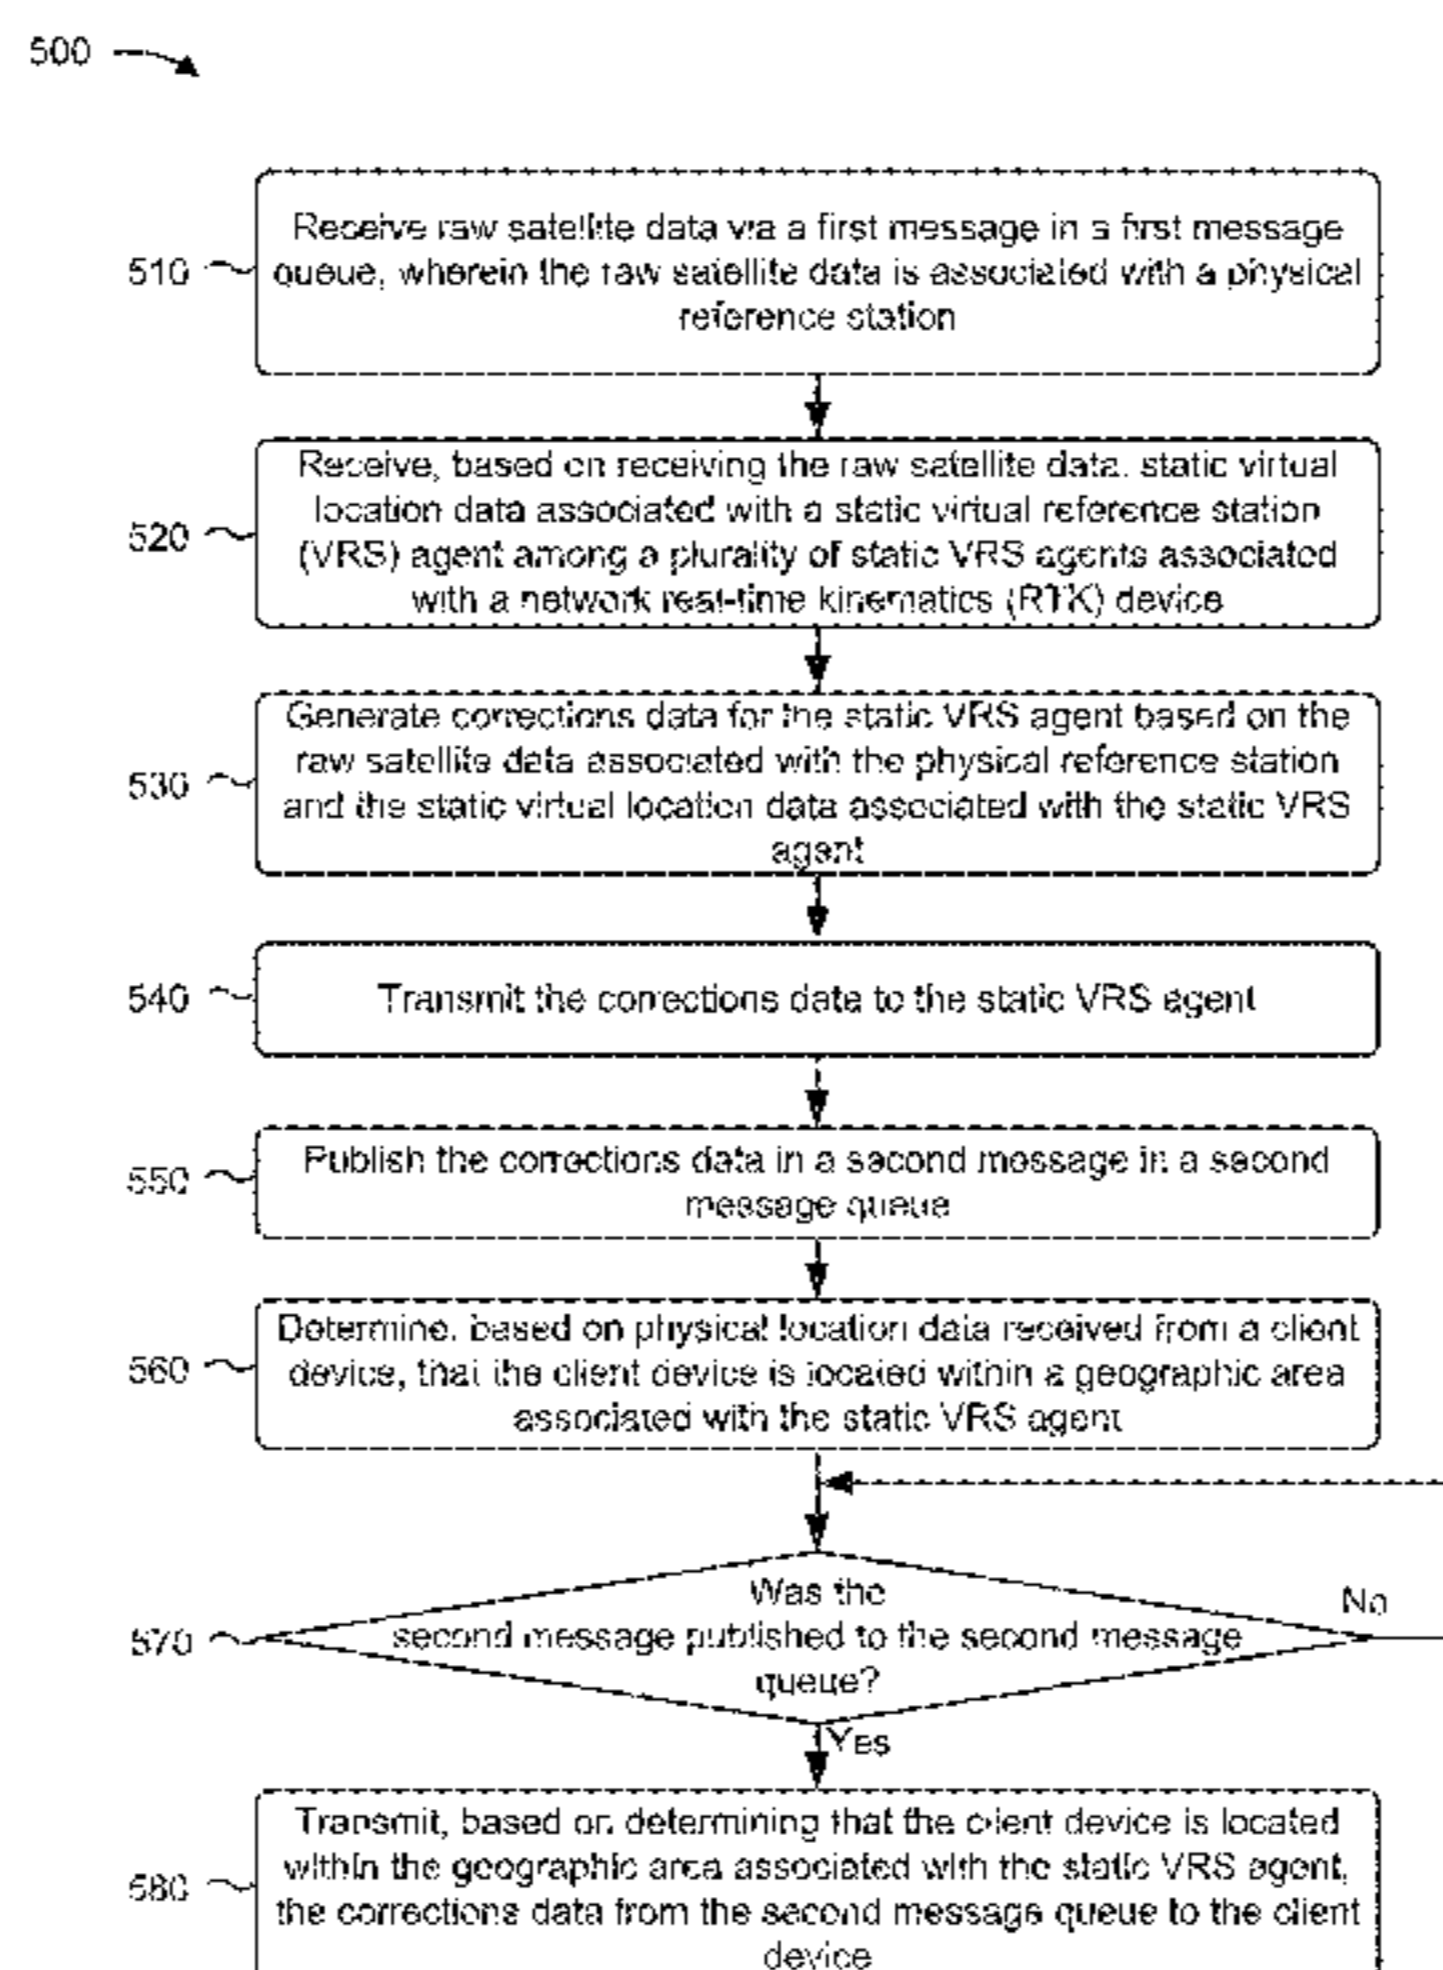 500
510
Receive raw satellite data via a first message in a first message
queue, wherein the raw satellite data is associated with a physical
reference station
520
Receive, based on receiving the raw satellite data, static virtual
location data associated with a static virtual reference station
(VRS) agent among a plurality of static VRS agents associated
with a network real-time kinematics (RTK) device
530
Generate corrections data for the static VRS agent based on the
raw satellite data associated with the physical reference station
and the static virtual location data associated with the static VRS
agent
540
Transmit the corrections data to the static VRS agent
550
Publish the corrections data in a second message in a second
message queue
560
Determine, based on physical location data received from a client
device, that the client device is located within a geographic area
associated with the static VRS agent
570
Was the
second message published to the second message
queue?
No
Yes
580
Transmit, based on determining that the client device is located
within the geographic area associated with the static VRS agent,
the corrections data from the second message queue to the client
device